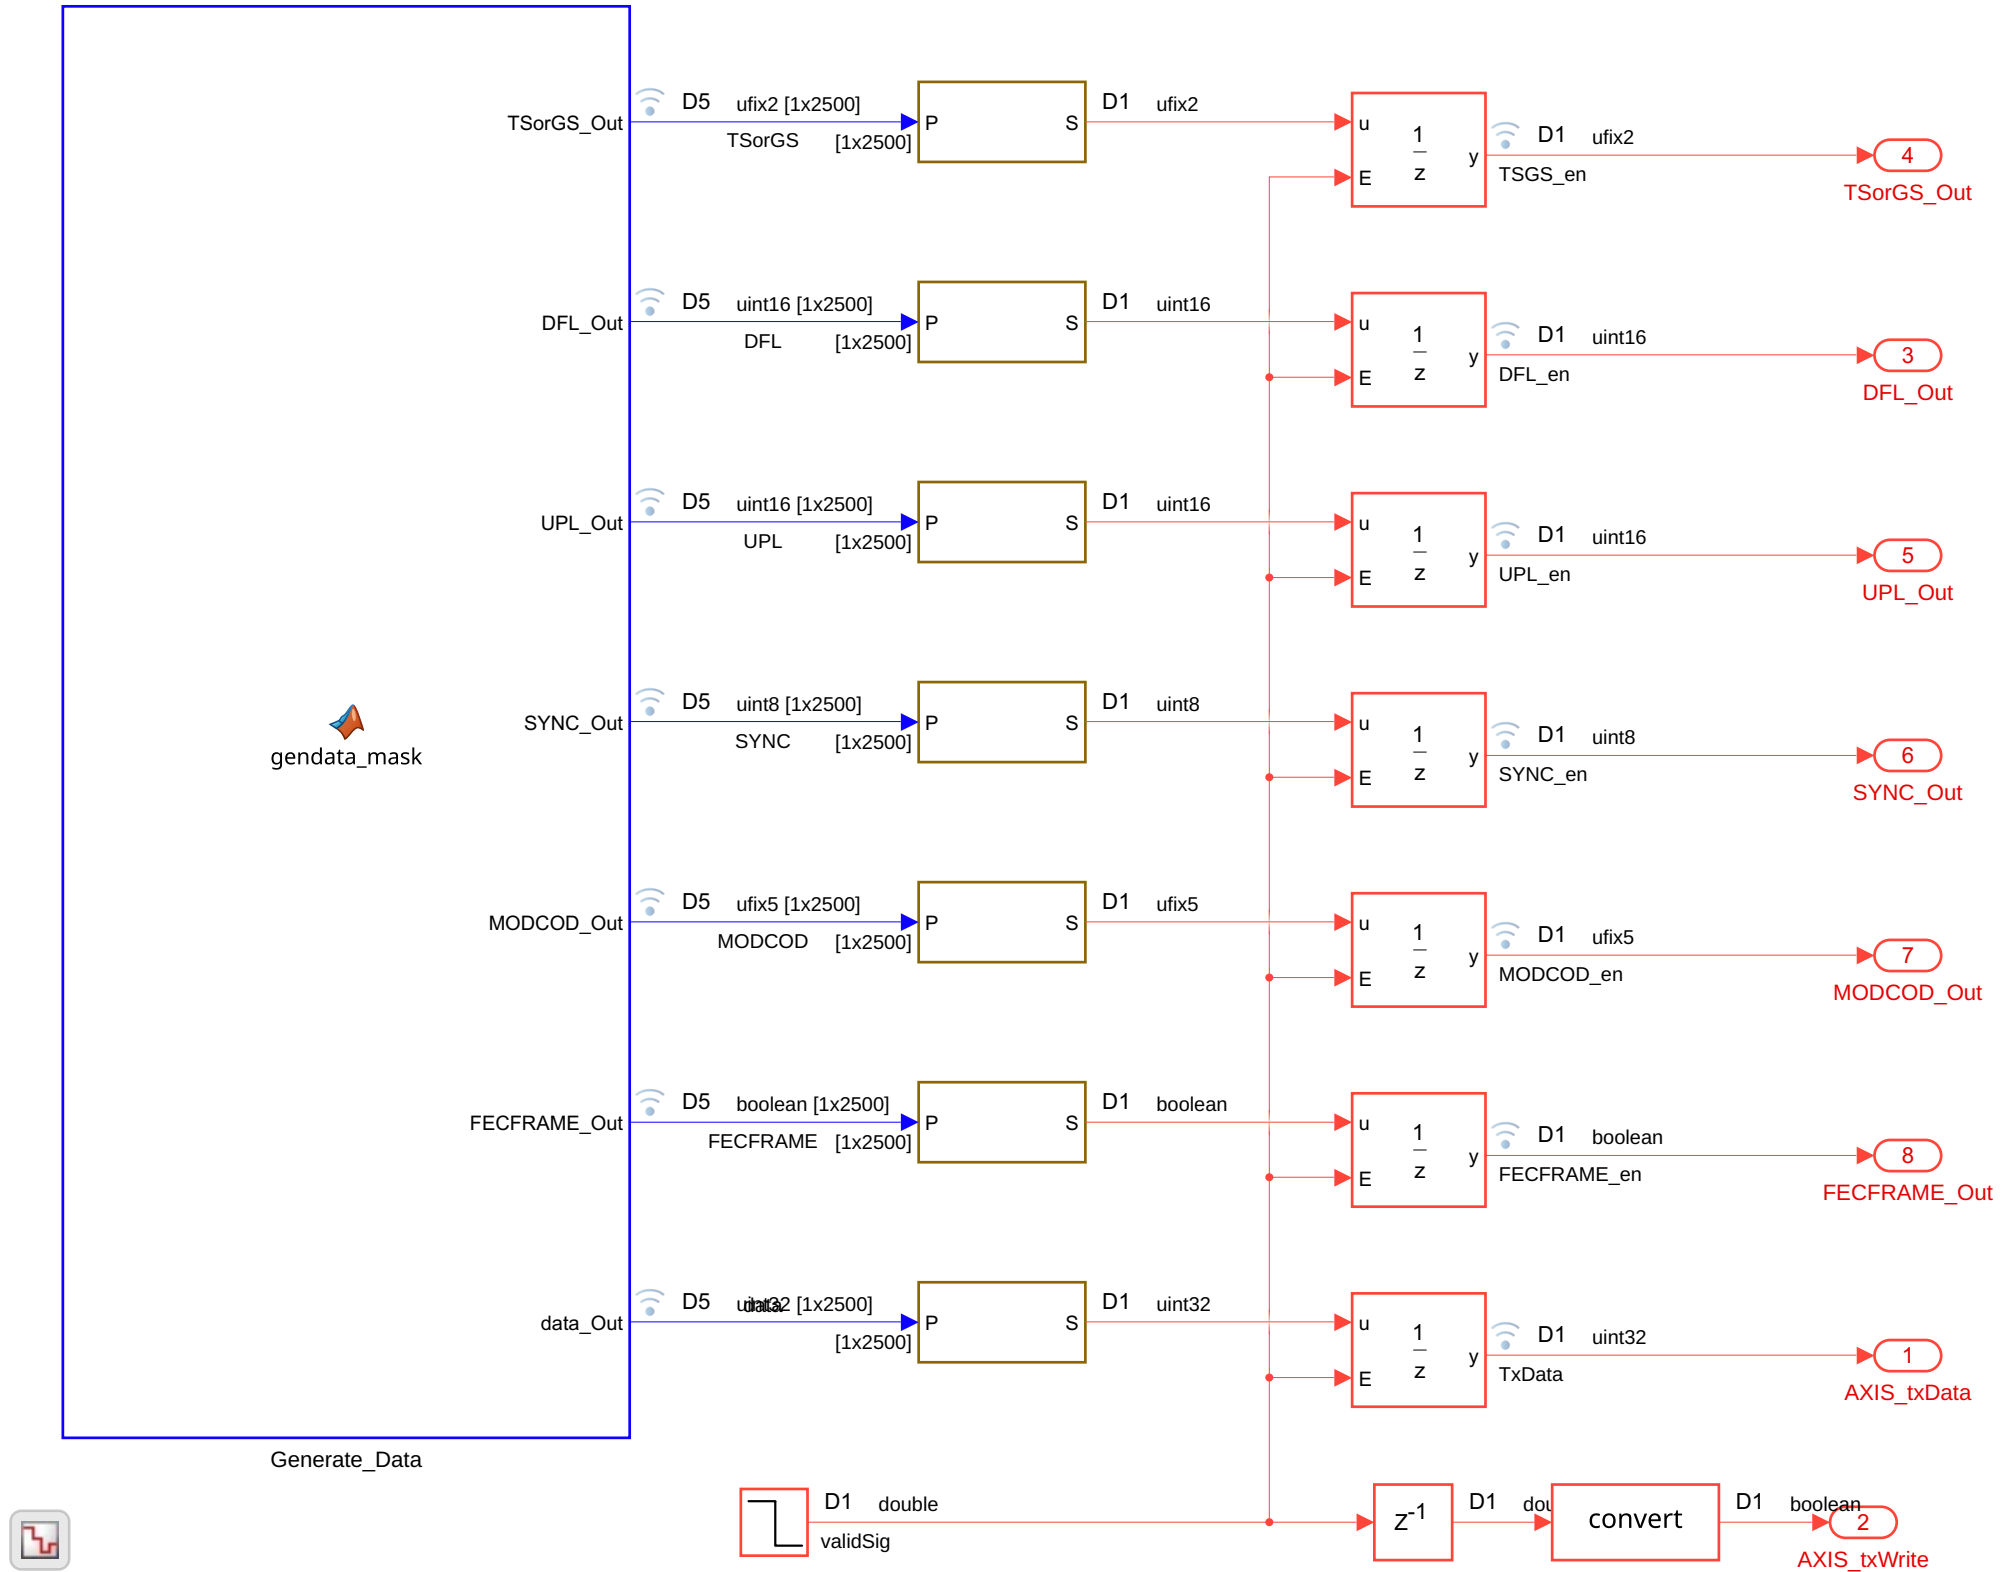 TSorGS_Out
D5 ufix2 [1x2500]
TSorGS [1x2500]
P S
D1 ufix2
u 1/z y
E
D1 ufix2
TSGS_en
4
TSorGS_Out
DFL_Out
D5 uint16 [1x2500]
DFL [1x2500]
P S
D1 uint16
u 1/z y
E
D1 uint16
DFL_en
3
DFL_Out
UPL_Out
D5 uint16 [1x2500]
UPL [1x2500]
P S
D1 uint16
u 1/z y
E
D1 uint16
UPL_en
5
UPL_Out
gendata_mask
SYNC_Out
D5 uint8 [1x2500]
SYNC [1x2500]
P S
D1 uint8
u 1/z y
E
D1 uint8
SYNC_en
6
SYNC_Out
MODCOD_Out
D5 ufix5 [1x2500]
MODCOD [1x2500]
P S
D1 ufix5
u 1/z y
E
D1 ufix5
MODCOD_en
7
MODCOD_Out
FECFRAME_Out
D5 boolean [1x2500]
FECFRAME [1x2500]
P S
D1 boolean
u 1/z y
E
D1 boolean
FECFRAME_en
8
FECFRAME_Out
data_Out
D5 uint32 [1x2500]
data
[1x2500]
P S
D1 uint32
u 1/z y
E
D1 uint32
TxData
1
AXIS_txData
Generate_Data
D1 double
validSig
z-1
D1 dou
convert
D1 boolean
2
AXIS_txWrite